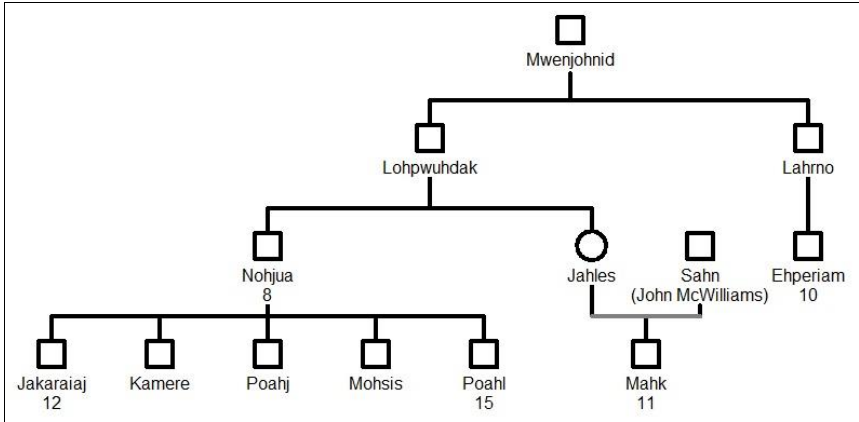 Mwenjohnid
Lohpwuhdak
Lahrno
Nohjua
8
Jahles
Sahn
(John McWilliams)
Ehperiam
10
Jakaraiaj
12
Kamere
Poahj
Mohsis
Poahl
15
Mahk
11